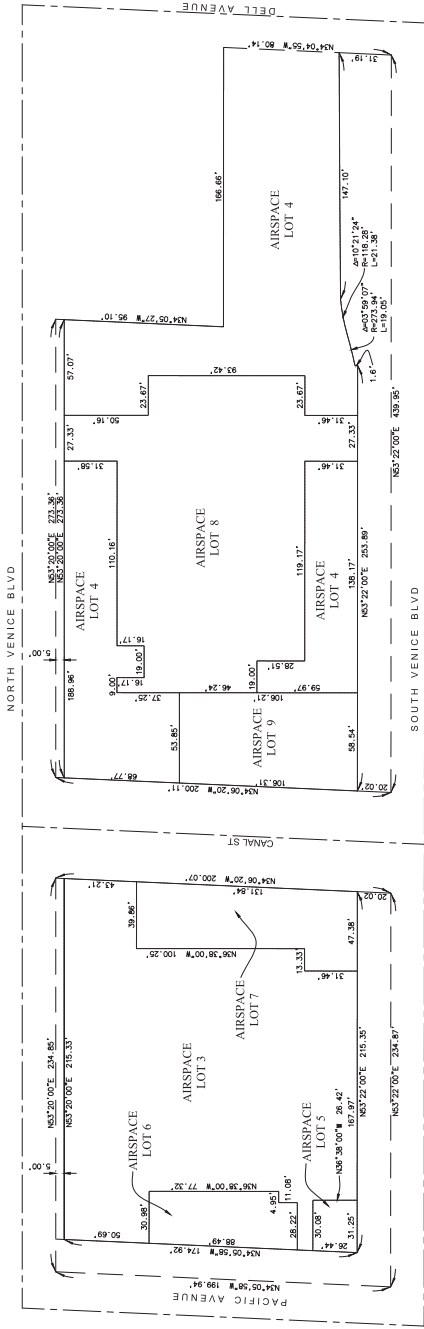 NORTH VENICE BLVD
SOUTH VENICE BLVD
PACIFIC AVENUE
CANAL ST
DELL AVENUE
5.00'
N53°20'00"E 234.85'
N53°20'00"E 215.33'
50.69'
43.21'
N34°06'20"W 200.07'
131.84'
39.86'
N36°38'00"W
100.25'
13.33'
31.46'
47.38'
20.02'
AIRSPACE
LOT 3
AIRSPACE
LOT 7
AIRSPACE
LOT 6
AIRSPACE
LOT 5
30.98'
N36°38'00"W
77.32'
4.95'
11.08'
28.22'
30.08'
N36°38'00"W 26.42'
31.25'
26.44'
88.49'
N34°05'58"W 174.92'
N34°05'58"W 199.94'
167.97'
N53°22'00"E 215.35'
N53°22'00"E 234.87'
5.00'
N53°20'00"E 273.36'
N53°20'00"E 273.36'
188.96'
27.33'
57.07'
68.77'
N34°06'20"W 200.11'
106.31'
20.02'
53.85'
AIRSPACE
LOT 9
58.54'
37.25'
9.00'
16.17'
19.00'
16.17'
46.24'
106.21'
19.00'
59.97'
28.51'
AIRSPACE
LOT 4
110.16'
31.58'
AIRSPACE
LOT 8
119.17'
31.46'
AIRSPACE
LOT 4
138.17'
N53°22'00"E 253.89'
27.33'
31.46'
23.67'
93.42'
23.67'
50.16'
N34°05'27"W
95.10'
166.66'
AIRSPACE
LOT 4
N34°04'55"W
80.14'
31.19'
147.10'
Δ=10°21'24"
R=118.28'
L=21.38'
Δ=03°59'07"
R=273.94'
L=19.05'
1.6'
N53°22'00"E 439.95'